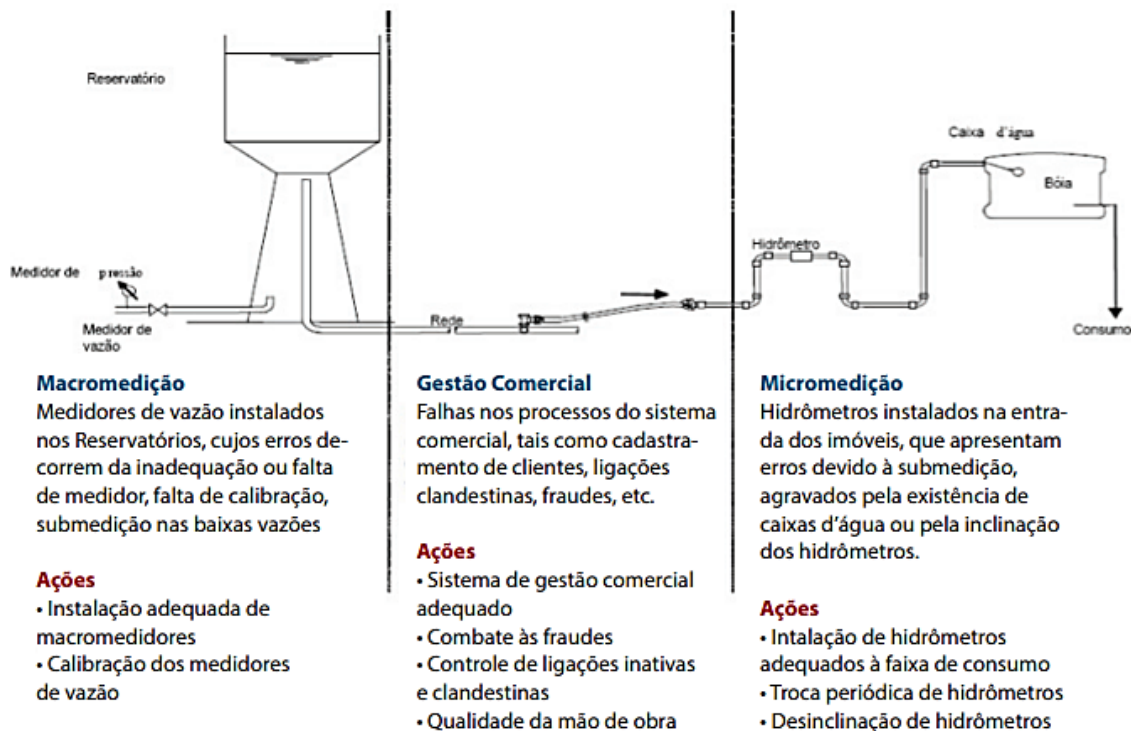 Reservatório
Medidor de pressão
Medidor de
vazão
Rede
Hidrômetro
Caixa d'água
Bóia
Consumo
Macromedição
Medidores de vazão instalados
nos Reservatórios, cujos erros de-
correm da inadequação ou falta
de medidor, falta de calibração,
submedição nas baixas vazões
Ações
• Instalação adequada de
macromedidores
• Calibração dos medidores
de vazão
Gestão Comercial
Falhas nos processos do sistema
comercial, tais como cadastra-
mento de clientes, ligações
clandestinas, fraudes, etc.
Ações
• Sistema de gestão comercial
adequado
• Combate às fraudes
• Controle de ligações inativas
e clandestinas
• Qualidade da mão de obra
Micromedição
Hidrômetros instalados na entra-
da dos imóveis, que apresentam
erros devido à submedição,
agravados pela existência de
caixas d'água ou pela inclinação
dos hidrômetros.
Ações
• Intalação de hidrômetros
adequados à faixa de consumo
• Troca periódica de hidrômetros
• Desinclinação de hidrômetros